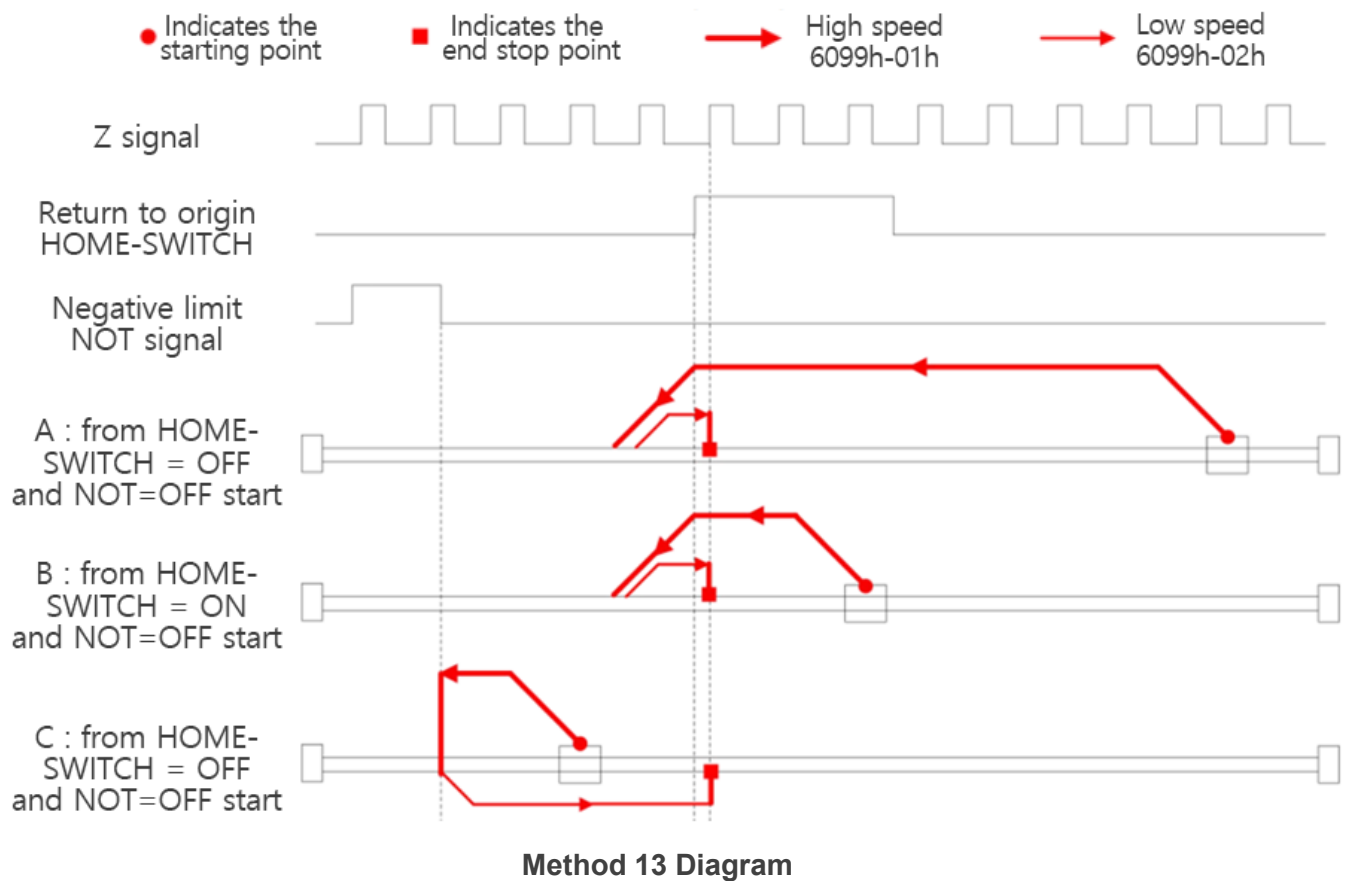 Indicates the
starting point
Indicates the
end stop point
High speed
6099h-01h
Low speed
6099h-02h
Z signal
Return to origin
HOME-SWITCH
Negative limit
NOT signal
A : from HOME-
SWITCH = OFF
and NOT=OFF start
B : from HOME-
SWITCH = ON
and NOT=OFF start
C : from HOME-
SWITCH = OFF
and NOT=OFF start
Method 13 Diagram